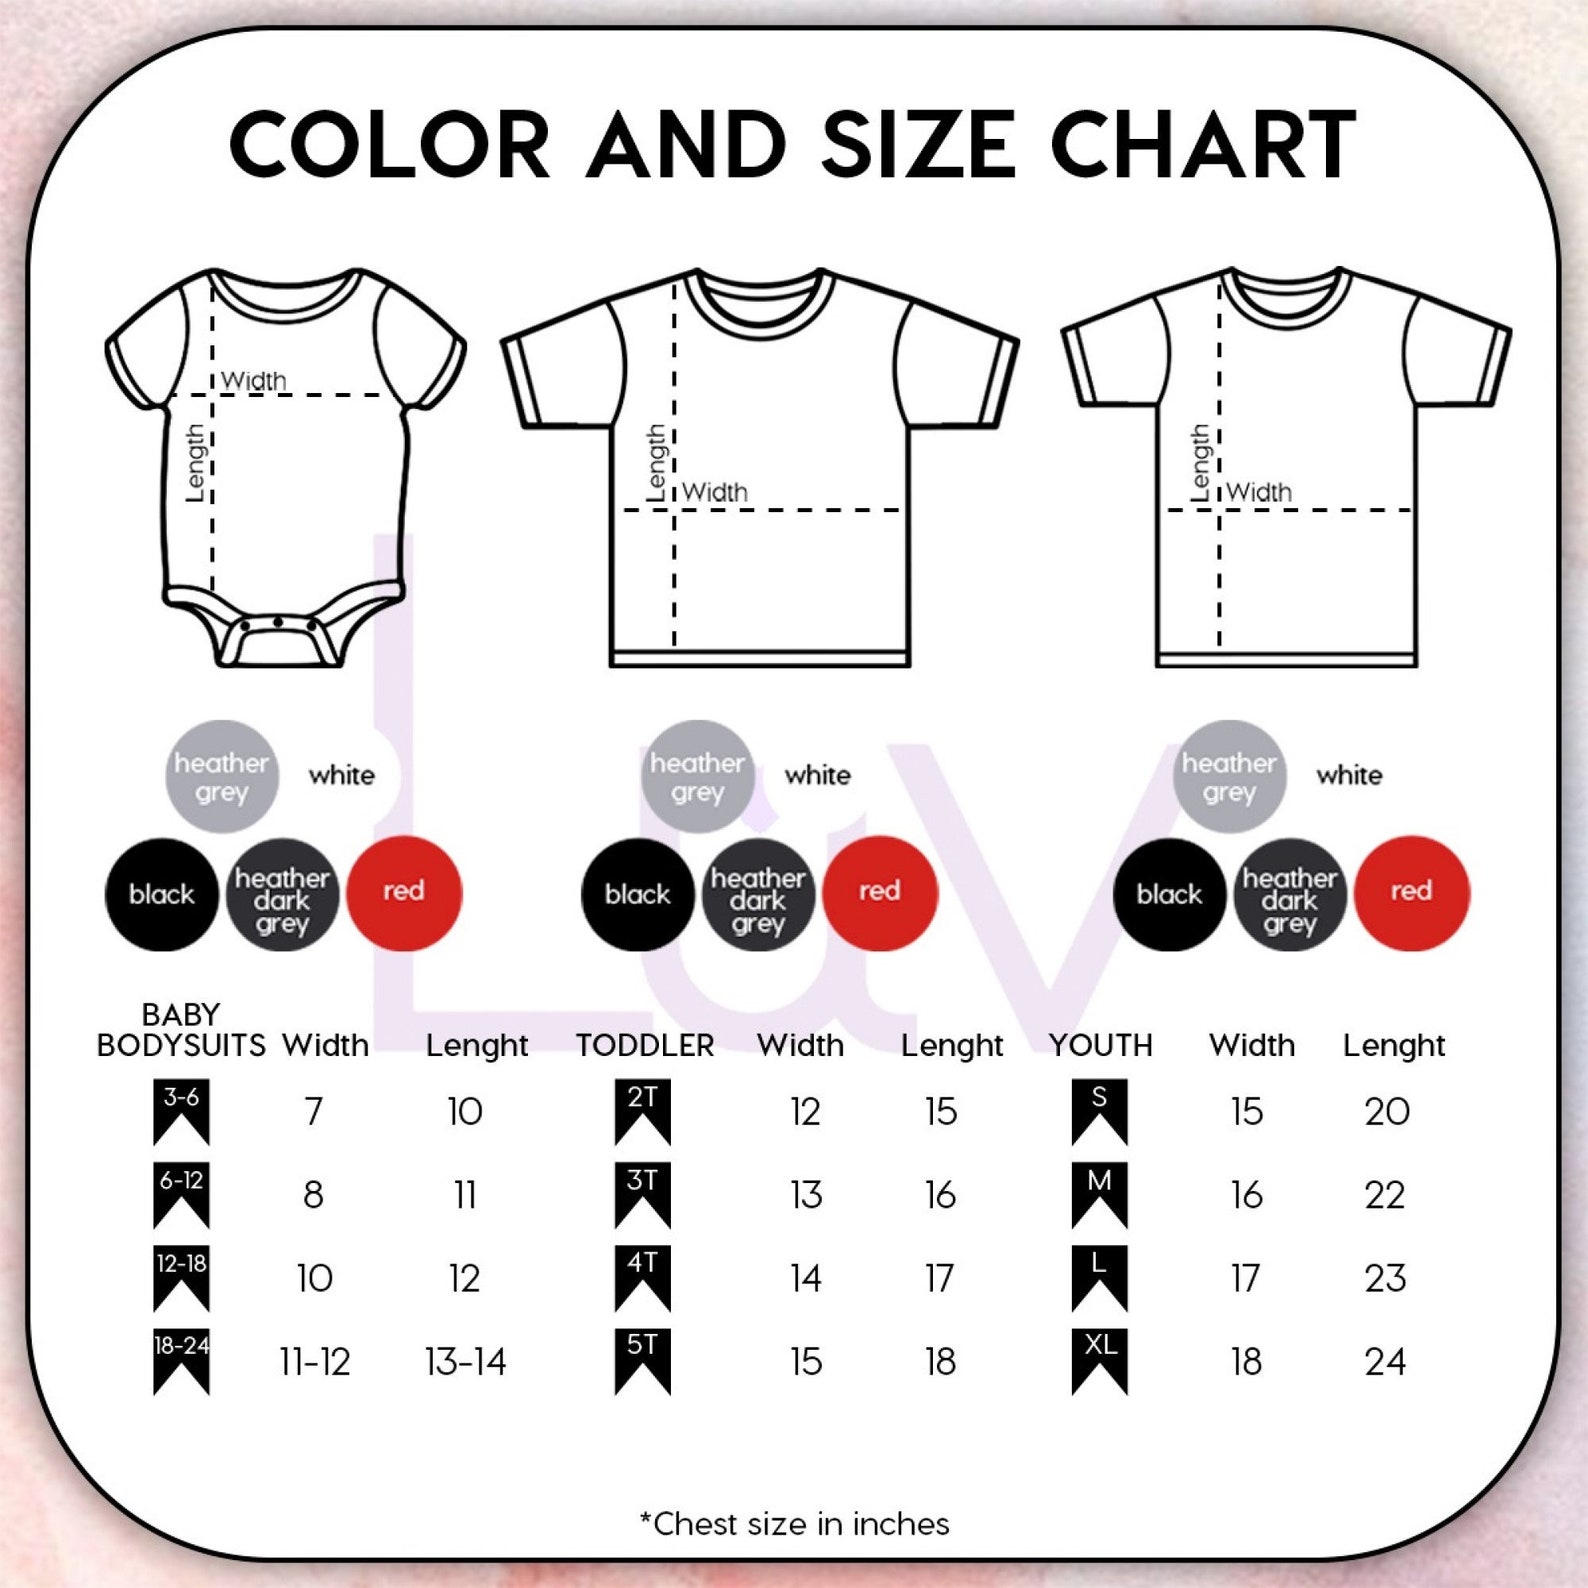 COLOR AND SIZE CHART
Width
Length
Length
Width
Length
Width
heather
grey
white
black
heather
dark
grey
red
heather
grey
white
black
heather
dark
grey
red
heather
grey
white
black
heather
dark
grey
red
Luv
BABY
BODYSUITS Width Lenght TODDLER Width Lenght YOUTH Width Lenght
3-6 7 10 2T 12 15 S 15 20
6-12 8 11 3T 13 16 M 16 22
12-18 10 12 4T 14 17 L 17 23
18-24 11-12 13-14 5T 15 18 XL 18 24
*Chest size in inches